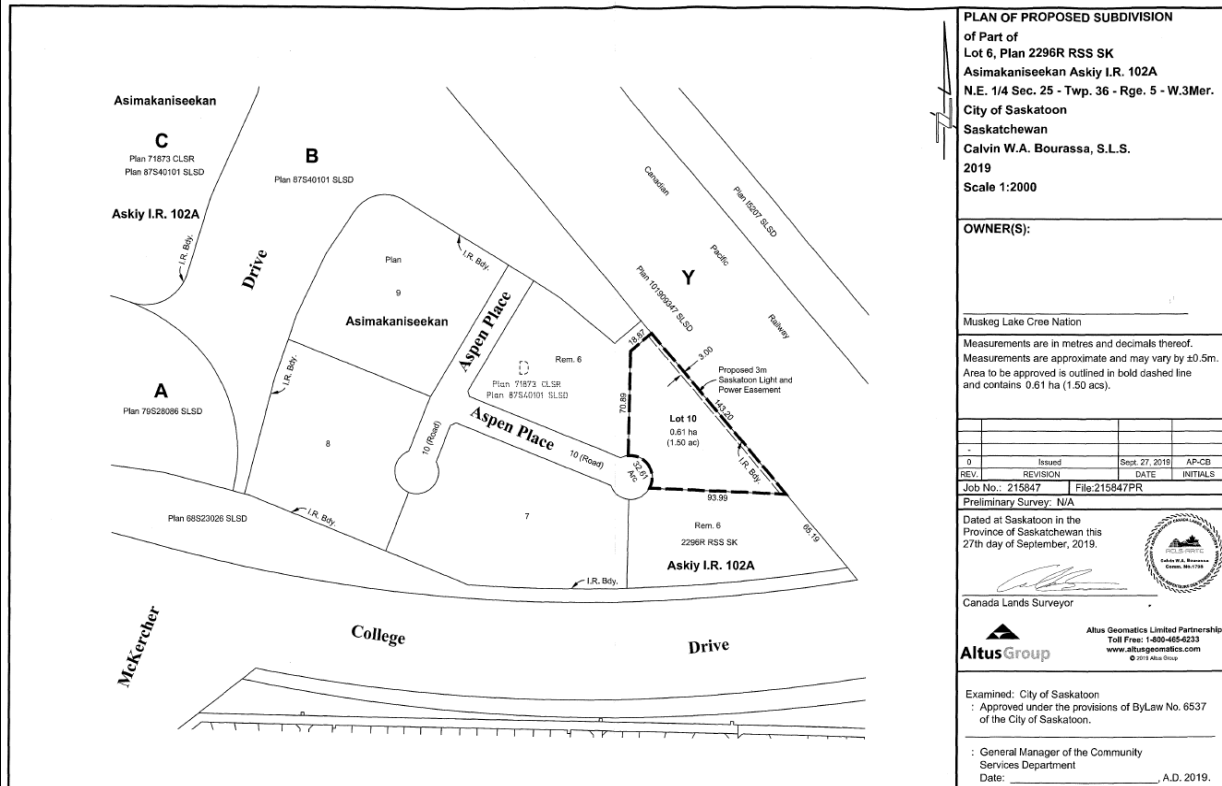 Asimakaniseekan
C
Plan 71873 CLSR
Plan 87S40101 SLSD
Askiy I.R. 102A
I.R. Bdy.
B
Plan 87S40101 SLSD
Drive
A
Plan 79S28086 SLSD
Plan
9
Asimakaniseekan
I.R. Bdy.
I.R. Bdy.
Aspen Place
8
10 (Road)
Plan 68S23026 SLSD
I.R. Bdy.
Rem. 6
Plan 71873 CLSR
Plan 87S40101 SLSD
Aspen Place
10 (Road)
7
I.R. Bdy.
Canadian
Pacific
Railway
Plan I5207 SLSD
Y
Plan 101909347 SLSD
18.87
3.00
Proposed 3m
Saskatoon Light and
Power Easement
70.89
143.20
Lot 10
0.61 ha
(1.50 ac)
32.61
Arc
I.R. Bdy.
93.99
65.19
Rem. 6
2296R RSS SK
Askiy I.R. 102A
McKercher
College
Drive
PLAN OF PROPOSED SUBDIVISION
of Part of
Lot 6, Plan 2296R RSS SK
Asimakaniseekan Askiy I.R. 102A
N.E. 1/4 Sec. 25 - Twp. 36 - Rge. 5 - W.3Mer.
City of Saskatoon
Saskatchewan
Calvin W.A. Bourassa, S.L.S.
2019
Scale 1:2000
OWNER(S):
Muskeg Lake Cree Nation
Measurements are in metres and decimals thereof.
Measurements are approximate and may vary by ±0.5m.
Area to be approved is outlined in bold dashed line
and contains 0.61 ha (1.50 acs).
-
0 Issued Sept. 27, 2019 AP-CB
REV. REVISION DATE INITIALS
Job No.: 215847 File:215847PR
Preliminary Survey: N/A
Dated at Saskatoon in the
Province of Saskatchewan this
27th day of September, 2019.
Calvin W.A. Bourassa
Canada Lands Surveyor
AltusGroup
Altus Geomatics Limited Partnership
Toll Free: 1-800-465-6233
www.altusgeomatics.com
© 2019 Altus Group
Examined: City of Saskatoon
: Approved under the provisions of ByLaw No. 6537
of the City of Saskatoon.
: General Manager of the Community
Services Department
Date: , A.D. 2019.